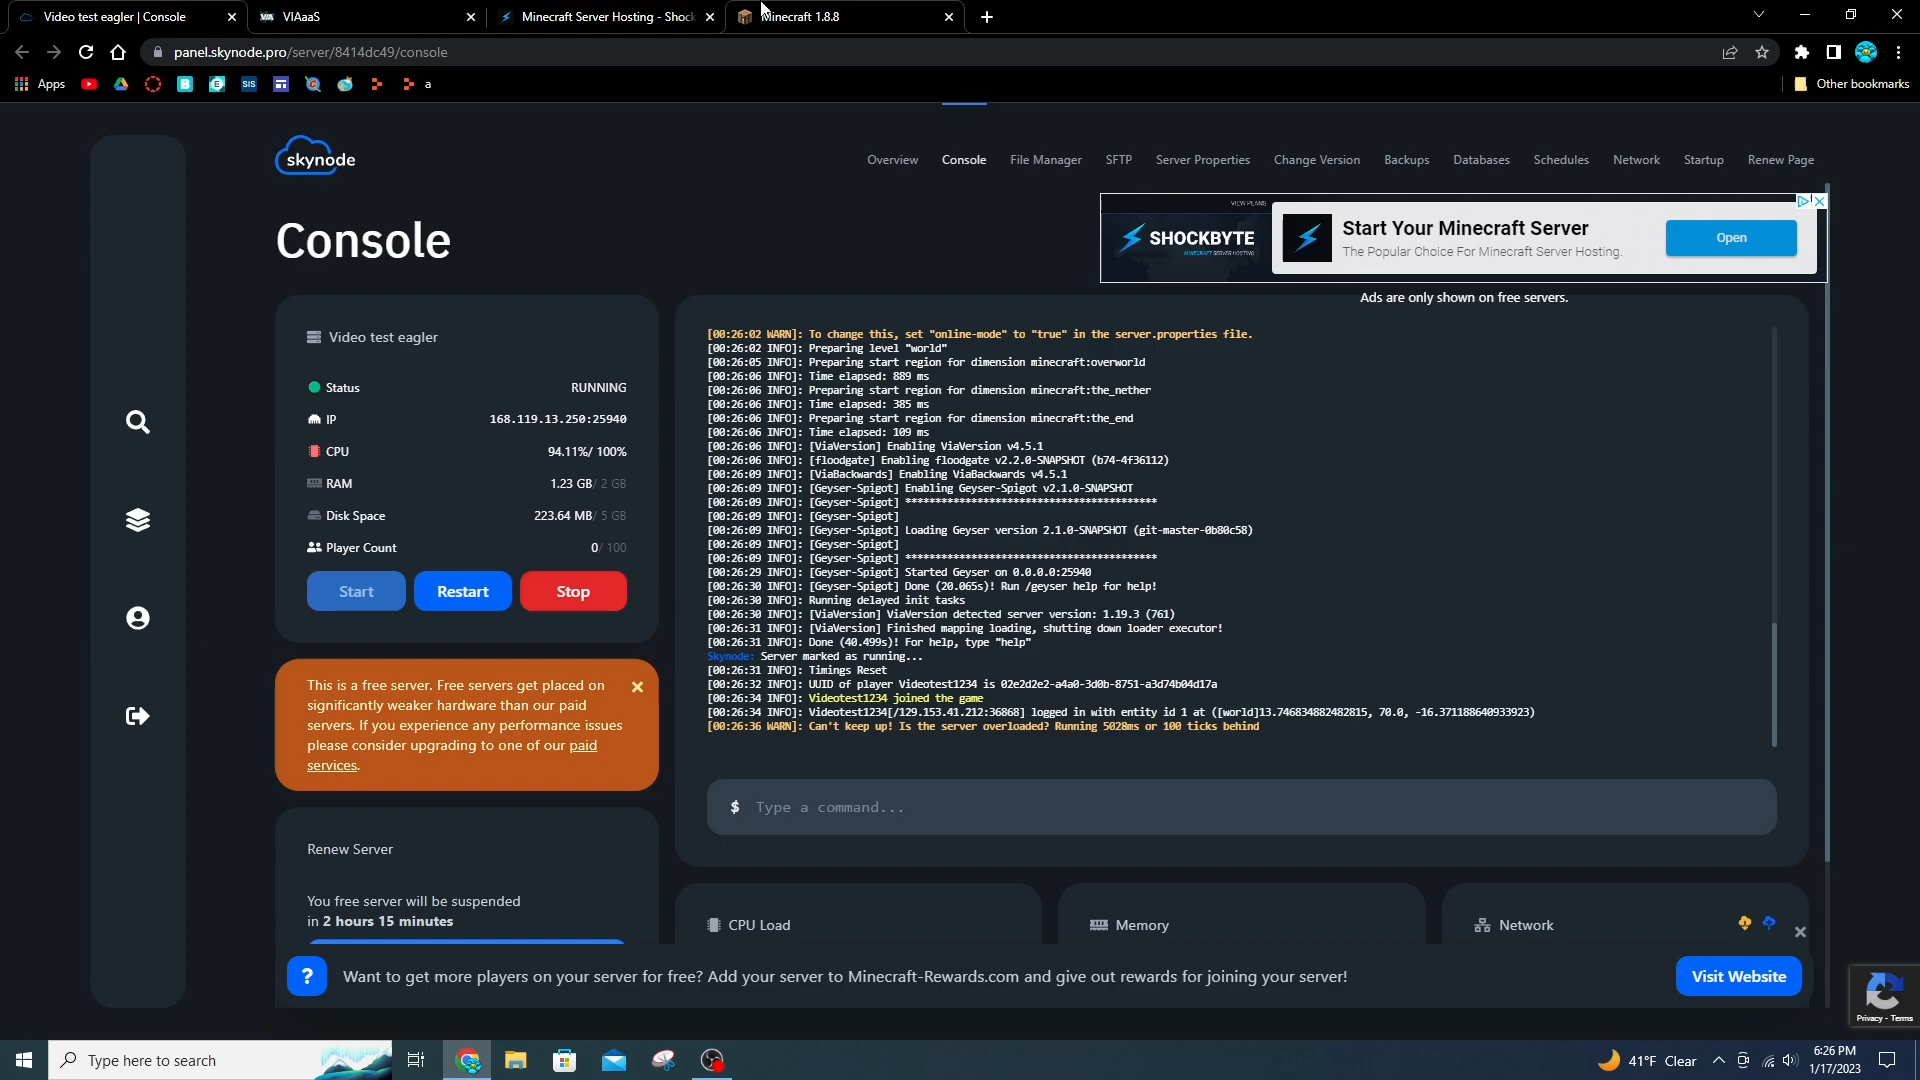 Video test eagler | Console
VIAaaS
Minecraft Server Hosting - Shock
Minecraft 1.8.8
panel.skynode.pro/server/8414dc49/console
Apps
SIS
a
Other bookmarks
skynode
Overview
Console
File Manager
SFTP
Server Properties
Change Version
Backups
Databases
Schedules
Network
Startup
Renew Page
Console
VIEW PLANS
SHOCKBYTE
MINECRAFT SERVER HOSTING
Start Your Minecraft Server
The Popular Choice For Minecraft Server Hosting.
Open
Ads are only shown on free servers.
Video test eagler
Status RUNNING
IP 168.119.13.250:25940
CPU 94.11%/ 100%
RAM 1.23 GB/ 2 GB
Disk Space 223.64 MB/ 5 GB
Player Count 0/ 100
Start
Restart
Stop
This is a free server. Free servers get placed on
significantly weaker hardware than our paid
servers. If you experience any performance issues
please consider upgrading to one of our paid
services.
Renew Server
You free server will be suspended
in 2 hours 15 minutes
[00:26:02 WARN]: To change this, set "online-mode" to "true" in the server.properties file.
[00:26:02 INFO]: Preparing level "world"
[00:26:05 INFO]: Preparing start region for dimension minecraft:overworld
[00:26:06 INFO]: Time elapsed: 889 ms
[00:26:06 INFO]: Preparing start region for dimension minecraft:the_nether
[00:26:06 INFO]: Time elapsed: 385 ms
[00:26:06 INFO]: Preparing start region for dimension minecraft:the_end
[00:26:06 INFO]: Time elapsed: 109 ms
[00:26:06 INFO]: [ViaVersion] Enabling ViaVersion v4.5.1
[00:26:06 INFO]: [floodgate] Enabling floodgate v2.2.0-SNAPSHOT (b74-4f36112)
[00:26:09 INFO]: [ViaBackwards] Enabling ViaBackwards v4.5.1
[00:26:09 INFO]: [Geyser-Spigot] Enabling Geyser-Spigot v2.1.0-SNAPSHOT
[00:26:09 INFO]: [Geyser-Spigot] ******************************************
[00:26:09 INFO]: [Geyser-Spigot]
[00:26:09 INFO]: [Geyser-Spigot] Loading Geyser version 2.1.0-SNAPSHOT (git-master-0b80c58)
[00:26:09 INFO]: [Geyser-Spigot]
[00:26:09 INFO]: [Geyser-Spigot] ******************************************
[00:26:29 INFO]: [Geyser-Spigot] Started Geyser on 0.0.0.0:25940
[00:26:30 INFO]: [Geyser-Spigot] Done (20.065s)! Run /geyser help for help!
[00:26:30 INFO]: Running delayed init tasks
[00:26:30 INFO]: [ViaVersion] ViaVersion detected server version: 1.19.3 (761)
[00:26:31 INFO]: [ViaVersion] Finished mapping loading, shutting down loader executor!
[00:26:31 INFO]: Done (40.499s)! For help, type "help"
Skynode: Server marked as running...
[00:26:31 INFO]: Timings Reset
[00:26:32 INFO]: UUID of player Videotest1234 is 02e2d2e2-a4a0-3d0b-8751-a3d74b04d17a
[00:26:34 INFO]: Videotest1234 joined the game
[00:26:34 INFO]: Videotest1234[/129.153.41.212:36868] logged in with entity id 1 at ([world]13.746834882482815, 70.0, -16.371188640933923)
[00:26:36 WARN]: Can't keep up! Is the server overloaded? Running 5028ms or 100 ticks behind
$ Type a command...
CPU Load
Memory
Network
? Want to get more players on your server for free? Add your server to Minecraft-Rewards.com and give out rewards for joining your server!
Visit Website
Privacy - Terms
Type here to search
41°F Clear
6:26 PM
1/17/2023